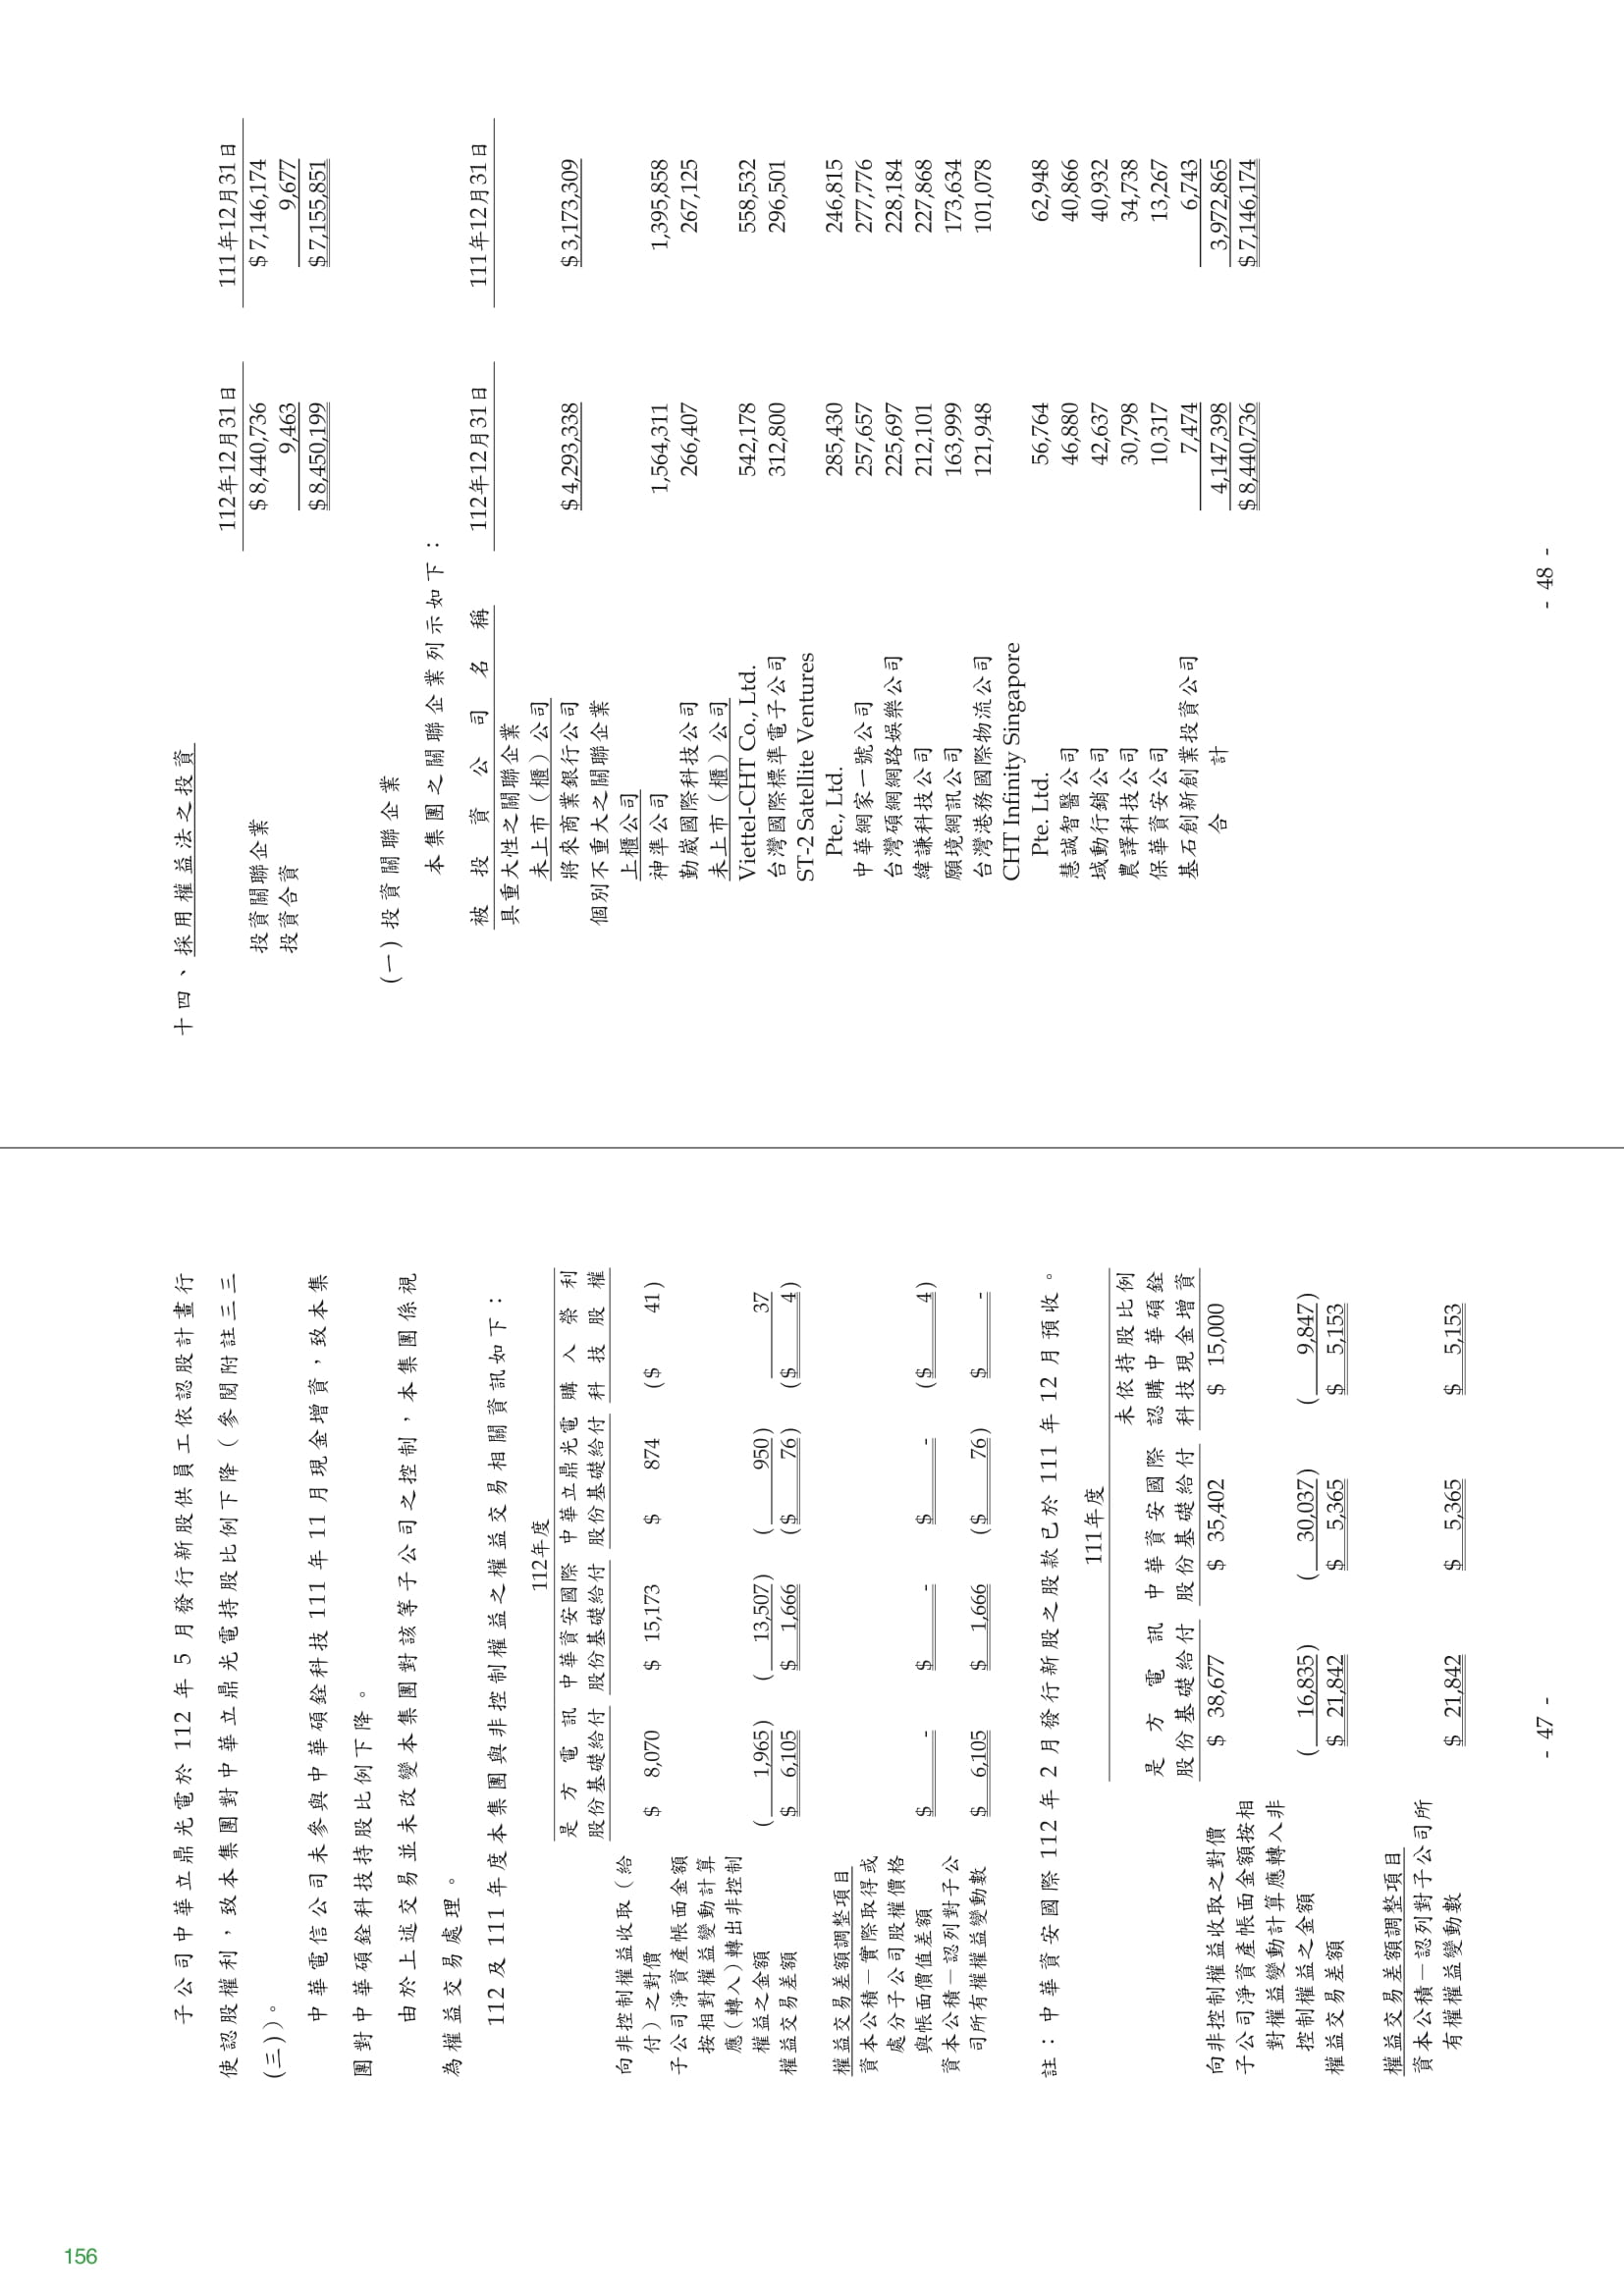 子公司中華立鼎光電於 112 年 5 月發行新股供員工依認股計畫行
使認股權利，致本集團對中華立鼎光電持股比例下降（參閱附註三三
(三)）。
中華電信公司未參與中華碩銓科技 111 年 11 月現金增資，致本集
團對中華碩銓科技持股比例下降。
由於上述交易並未改變本集團對該等子公司之控制，本集團係視
為權益交易處理。
112 及 111 年度本集團與非控制權益之權益交易相關資訊如下：
112年度
是方電訊 中華資安國際 中華立鼎光電 購入榮利
股份基礎給付 股份基礎給付 股份基礎給付 科技股權
向非控制權益收取（給
付）之對價 $ 8,070 $ 15,173 $ 874 ($ 41)
子公司淨資產帳面金額
按相對權益變動計算
應（轉入）轉出非控制
權益之金額 ( 1,965) ( 13,507) ( 950) 37
權益交易差額 $ 6,105 $ 1,666 ($ 76) ($ 4)
權益交易差額調整項目
資本公積－實際取得或
處分子公司股權價格
與帳面價值差額 $ - $ - $ - ($ 4)
資本公積－認列對子公
司所有權權益變動數 $ 6,105 $ 1,666 ($ 76) $ -
註：中華資安國際 112 年 2 月發行新股之股款已於 111 年 12 月預收。
111年度
未依持股比例
是方電訊 中華資安國際 認購中華碩銓
股份基礎給付 股份基礎給付 科技現金增資
向非控制權益收取之對價 $ 38,677 $ 35,402 $ 15,000
子公司淨資產帳面金額按相
對權益變動計算應轉入非
控制權益之金額 ( 16,835) ( 30,037) ( 9,847)
權益交易差額 $ 21,842 $ 5,365 $ 5,153
權益交易差額調整項目
資本公積－認列對子公司所
有權權益變動數 $ 21,842 $ 5,365 $ 5,153
- 47 -
十四、採用權益法之投資
112年12月31日 111年12月31日
投資關聯企業 $ 8,440,736 $ 7,146,174
投資合資 9,463 9,677
$ 8,450,199 $ 7,155,851
(一) 投資關聯企業
本集團之關聯企業列示如下：
被投資公司名稱 112年12月31日 111年12月31日
具重大性之關聯企業
未上市（櫃）公司
將來商業銀行公司 $ 4,293,338 $ 3,173,309
個別不重大之關聯企業
上櫃公司
神準公司 1,564,311 1,395,858
勤崴國際科技公司 266,407 267,125
未上市（櫃）公司
Viettel-CHT Co., Ltd. 542,178 558,532
台灣國際標準電子公司 312,800 296,501
ST-2 Satellite Ventures
Pte., Ltd. 285,430 246,815
中華網家一號公司 257,657 277,776
台灣碩網網路娛樂公司 225,697 228,184
緯謙科技公司 212,101 227,868
願境網訊公司 163,999 173,634
台灣港務國際物流公司 121,948 101,078
CHT Infinity Singapore
Pte. Ltd. 56,764 62,948
慧誠智醫公司 46,880 40,866
域動行銷公司 42,637 40,932
農譯科技公司 30,798 34,738
保華資安公司 10,317 13,267
基石創新創業投資公司 7,474 6,743
4,147,398 3,972,865
合計 $ 8,440,736 $ 7,146,174
- 48 -
156